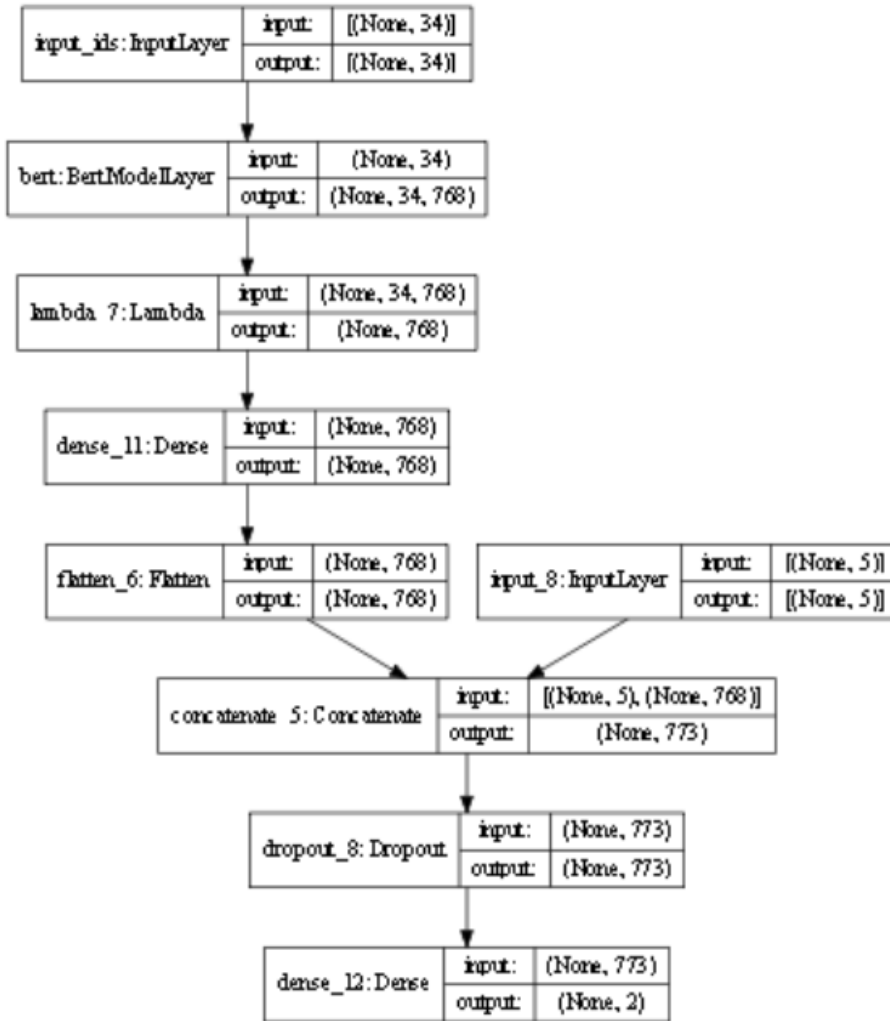 input_ids: InputLayer
input: [(None, 34)]
output: [(None, 34)]
bert: BertModelLayer
input: (None, 34)
output: (None, 34, 768)
lambda_7: Lambda
input: (None, 34, 768)
output: (None, 768)
dense_11: Dense
input: (None, 768)
output: (None, 768)
flatten_6: Flatten
input: (None, 768)
output: (None, 768)
input_8: InputLayer
input: [(None, 5)]
output: [(None, 5)]
concatenate_5: Concatenate
input: [(None, 5), (None, 768)]
output: (None, 773)
dropout_8: Dropout
input: (None, 773)
output: (None, 773)
dense_12: Dense
input: (None, 773)
output: (None, 2)